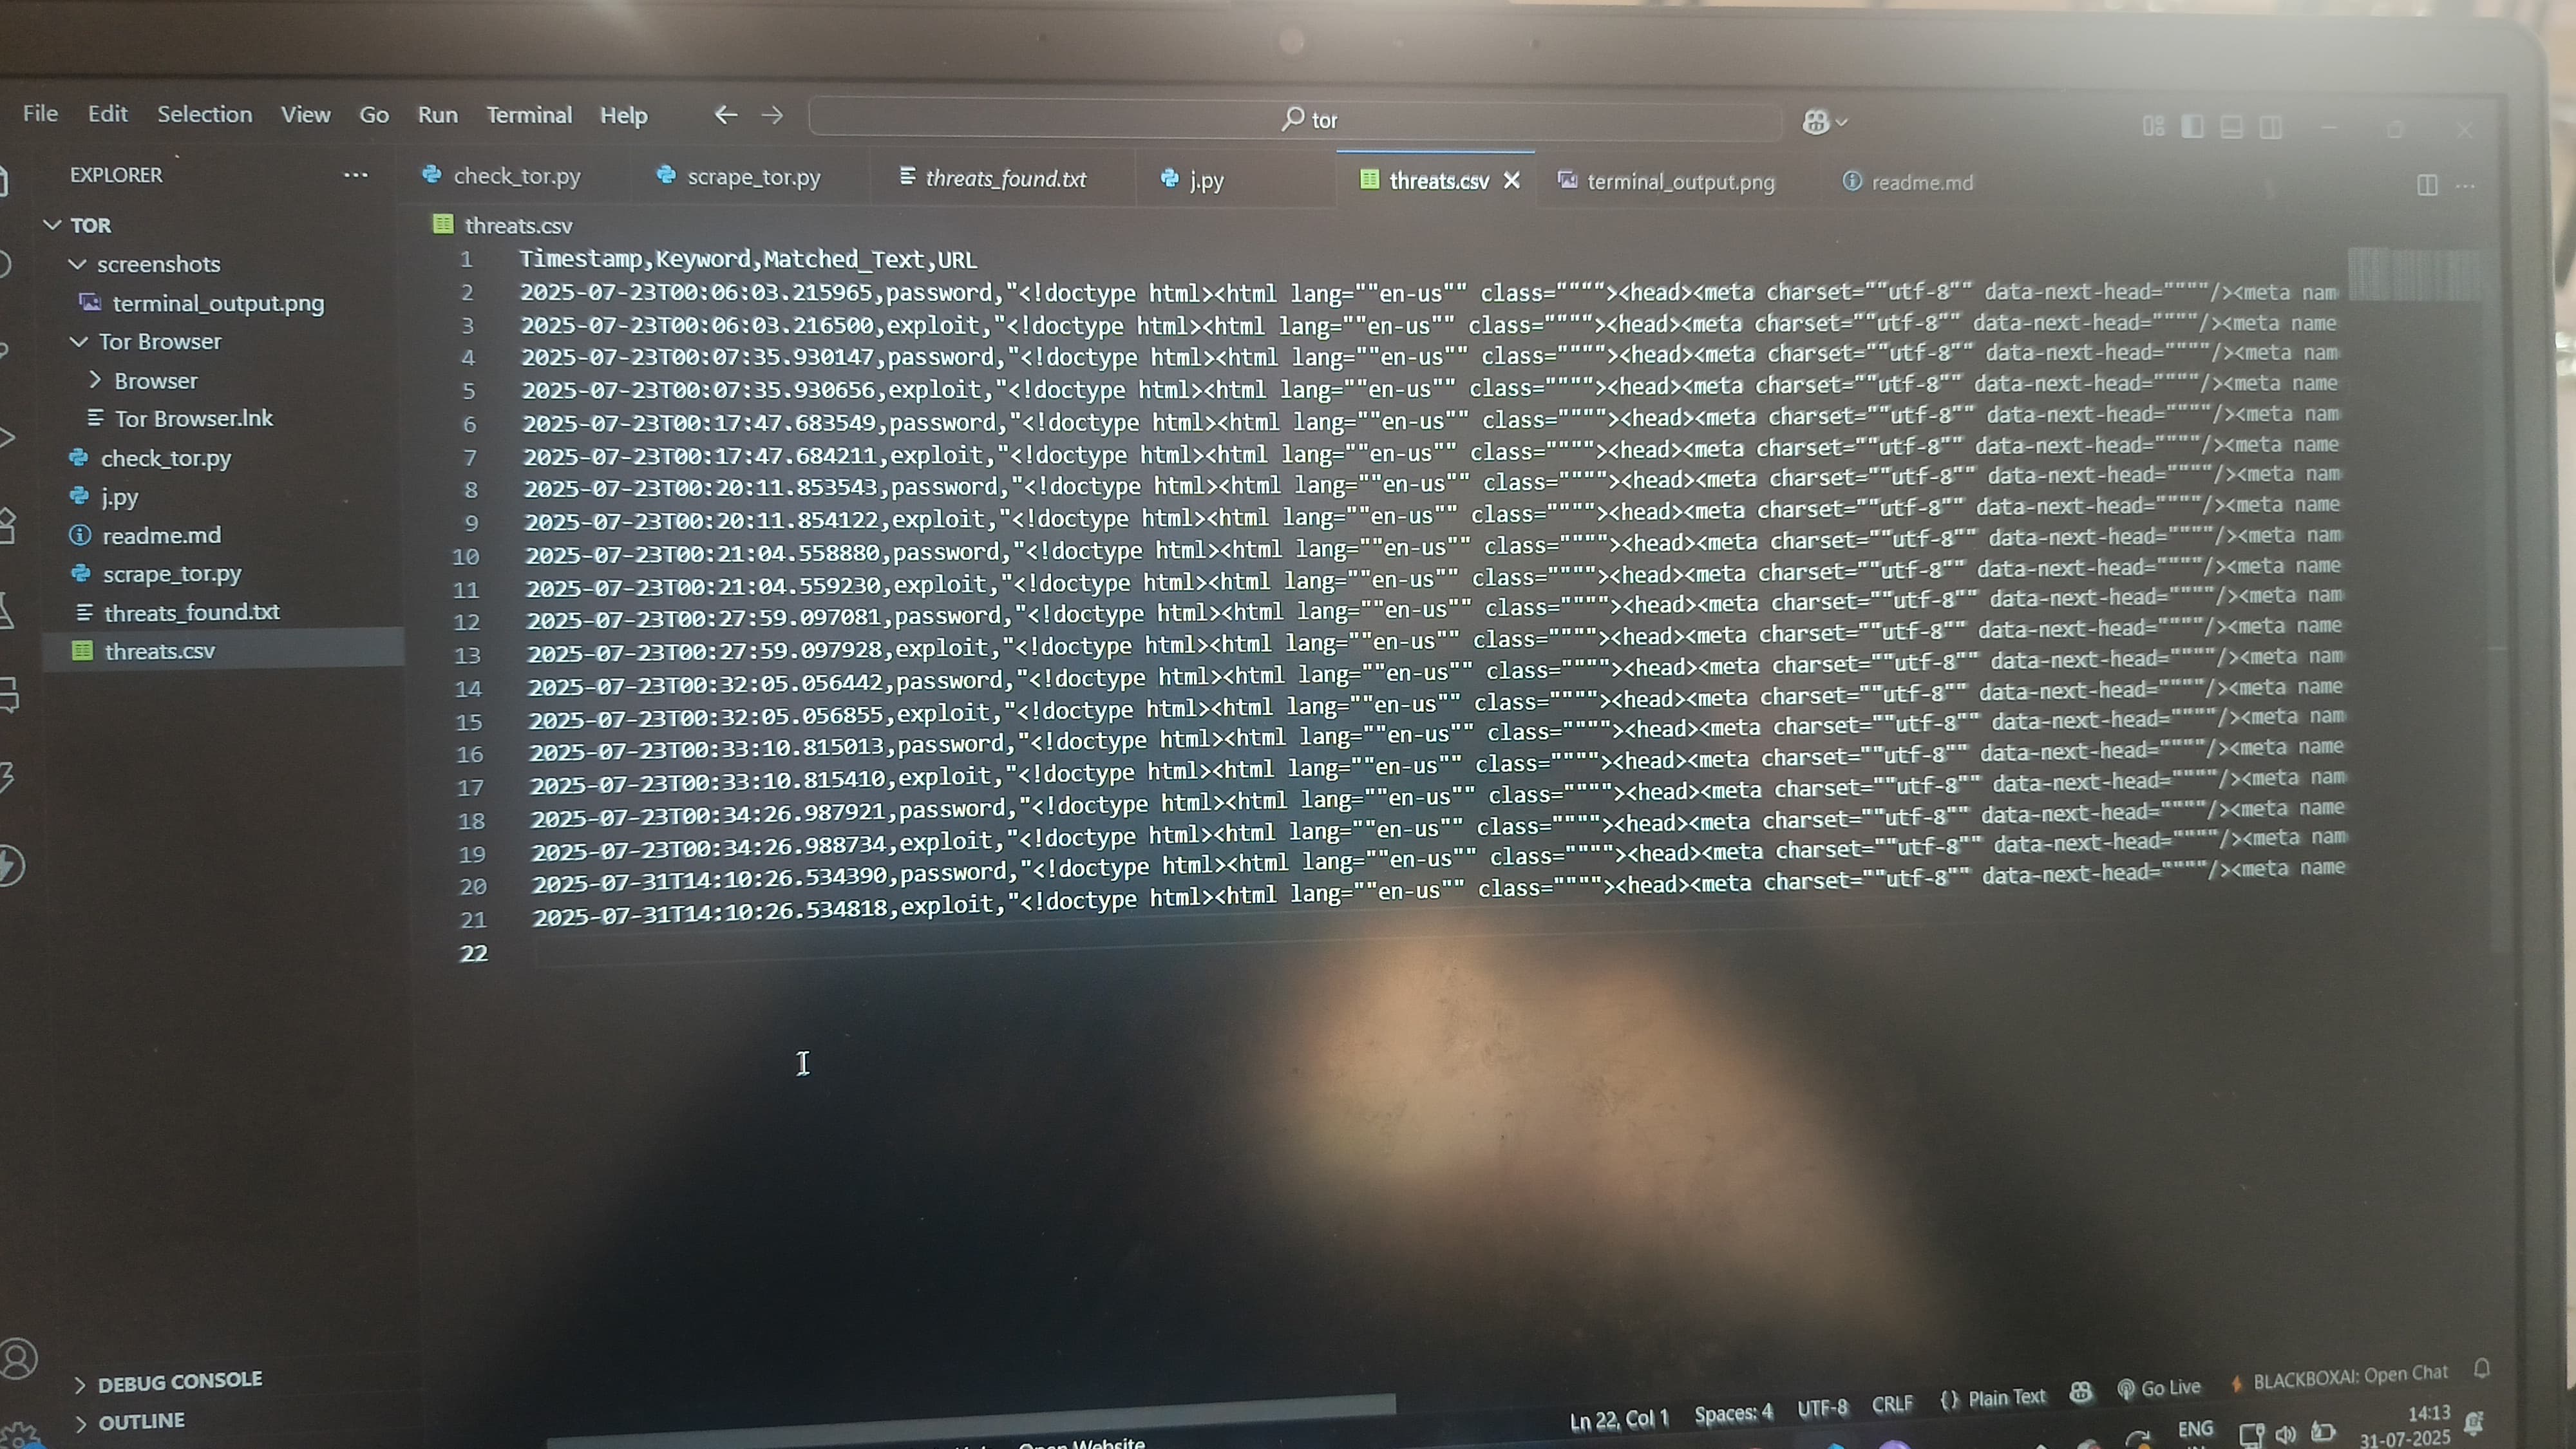 File Edit Selection View Go Run Terminal Help
tor
EXPLORER
TOR
screenshots
terminal_output.png
Tor Browser
Browser
Tor Browser.lnk
check_tor.py
j.py
readme.md
scrape_tor.py
threats_found.txt
threats.csv
DEBUG CONSOLE
OUTLINE
check_tor.py scrape_tor.py threats_found.txt j.py threats.csv terminal_output.png readme.md
threats.csv
1 Timestamp,Keyword,Matched_Text,URL
2 2025-07-23T00:06:03.215965,password,"<!doctype html><html lang=""en-us"" class=""""><head><meta charset=""utf-8"" data-next-head=""""/><meta nam
3 2025-07-23T00:06:03.216500,exploit,"<!doctype html><html lang=""en-us"" class=""""><head><meta charset=""utf-8"" data-next-head=""""/><meta name
4 2025-07-23T00:07:35.930147,password,"<!doctype html><html lang=""en-us"" class=""""><head><meta charset=""utf-8"" data-next-head=""""/><meta nam
5 2025-07-23T00:07:35.930656,exploit,"<!doctype html><html lang=""en-us"" class=""""><head><meta charset=""utf-8"" data-next-head=""""/><meta name
6 2025-07-23T00:17:47.683549,password,"<!doctype html><html lang=""en-us"" class=""""><head><meta charset=""utf-8"" data-next-head=""""/><meta nam
7 2025-07-23T00:17:47.684211,exploit,"<!doctype html><html lang=""en-us"" class=""""><head><meta charset=""utf-8"" data-next-head=""""/><meta name
8 2025-07-23T00:20:11.853543,password,"<!doctype html><html lang=""en-us"" class=""""><head><meta charset=""utf-8"" data-next-head=""""/><meta nam
9 2025-07-23T00:20:11.854122,exploit,"<!doctype html><html lang=""en-us"" class=""""><head><meta charset=""utf-8"" data-next-head=""""/><meta name
10 2025-07-23T00:21:04.558880,password,"<!doctype html><html lang=""en-us"" class=""""><head><meta charset=""utf-8"" data-next-head=""""/><meta nam
11 2025-07-23T00:21:04.559230,exploit,"<!doctype html><html lang=""en-us"" class=""""><head><meta charset=""utf-8"" data-next-head=""""/><meta name
12 2025-07-23T00:27:59.097081,password,"<!doctype html><html lang=""en-us"" class=""""><head><meta charset=""utf-8"" data-next-head=""""/><meta nam
13 2025-07-23T00:27:59.097928,exploit,"<!doctype html><html lang=""en-us"" class=""""><head><meta charset=""utf-8"" data-next-head=""""/><meta name
14 2025-07-23T00:32:05.056442,password,"<!doctype html><html lang=""en-us"" class=""""><head><meta charset=""utf-8"" data-next-head=""""/><meta nam
15 2025-07-23T00:32:05.056855,exploit,"<!doctype html><html lang=""en-us"" class=""""><head><meta charset=""utf-8"" data-next-head=""""/><meta name
16 2025-07-23T00:33:10.815013,password,"<!doctype html><html lang=""en-us"" class=""""><head><meta charset=""utf-8"" data-next-head=""""/><meta nam
17 2025-07-23T00:33:10.815410,exploit,"<!doctype html><html lang=""en-us"" class=""""><head><meta charset=""utf-8"" data-next-head=""""/><meta name
18 2025-07-23T00:34:26.987921,password,"<!doctype html><html lang=""en-us"" class=""""><head><meta charset=""utf-8"" data-next-head=""""/><meta nam
19 2025-07-23T00:34:26.988734,exploit,"<!doctype html><html lang=""en-us"" class=""""><head><meta charset=""utf-8"" data-next-head=""""/><meta name
20 2025-07-31T14:10:26.534390,password,"<!doctype html><html lang=""en-us"" class=""""><head><meta charset=""utf-8"" data-next-head=""""/><meta nam
21 2025-07-31T14:10:26.534818,exploit,"<!doctype html><html lang=""en-us"" class=""""><head><meta charset=""utf-8"" data-next-head=""""/><meta name
22
Ln 22, Col 1 Spaces: 4 UTF-8 CRLF {} Plain Text Go Live BLACKBOXAI: Open Chat
Open Website
ENG
14:13
31-07-2025